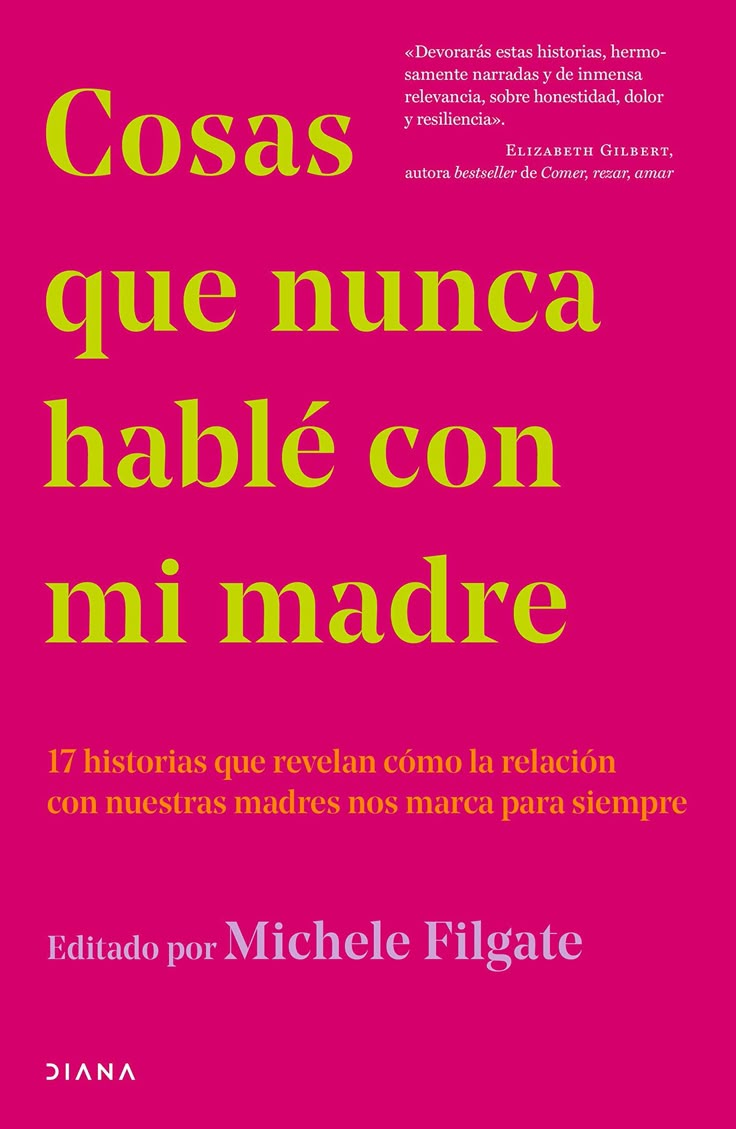 «Devorarás estas historias, hermo-
samente narradas y de inmensa
relevancia, sobre honestidad, dolor
y resiliencia».
ELIZABETH GILBERT,
autora bestseller de Comer, rezar, amar
Cosas
que nunca
hablé con
mi madre
17 historias que revelan cómo la relación
con nuestras madres nos marca para siempre
Editado por Michele Filgate
DIANA